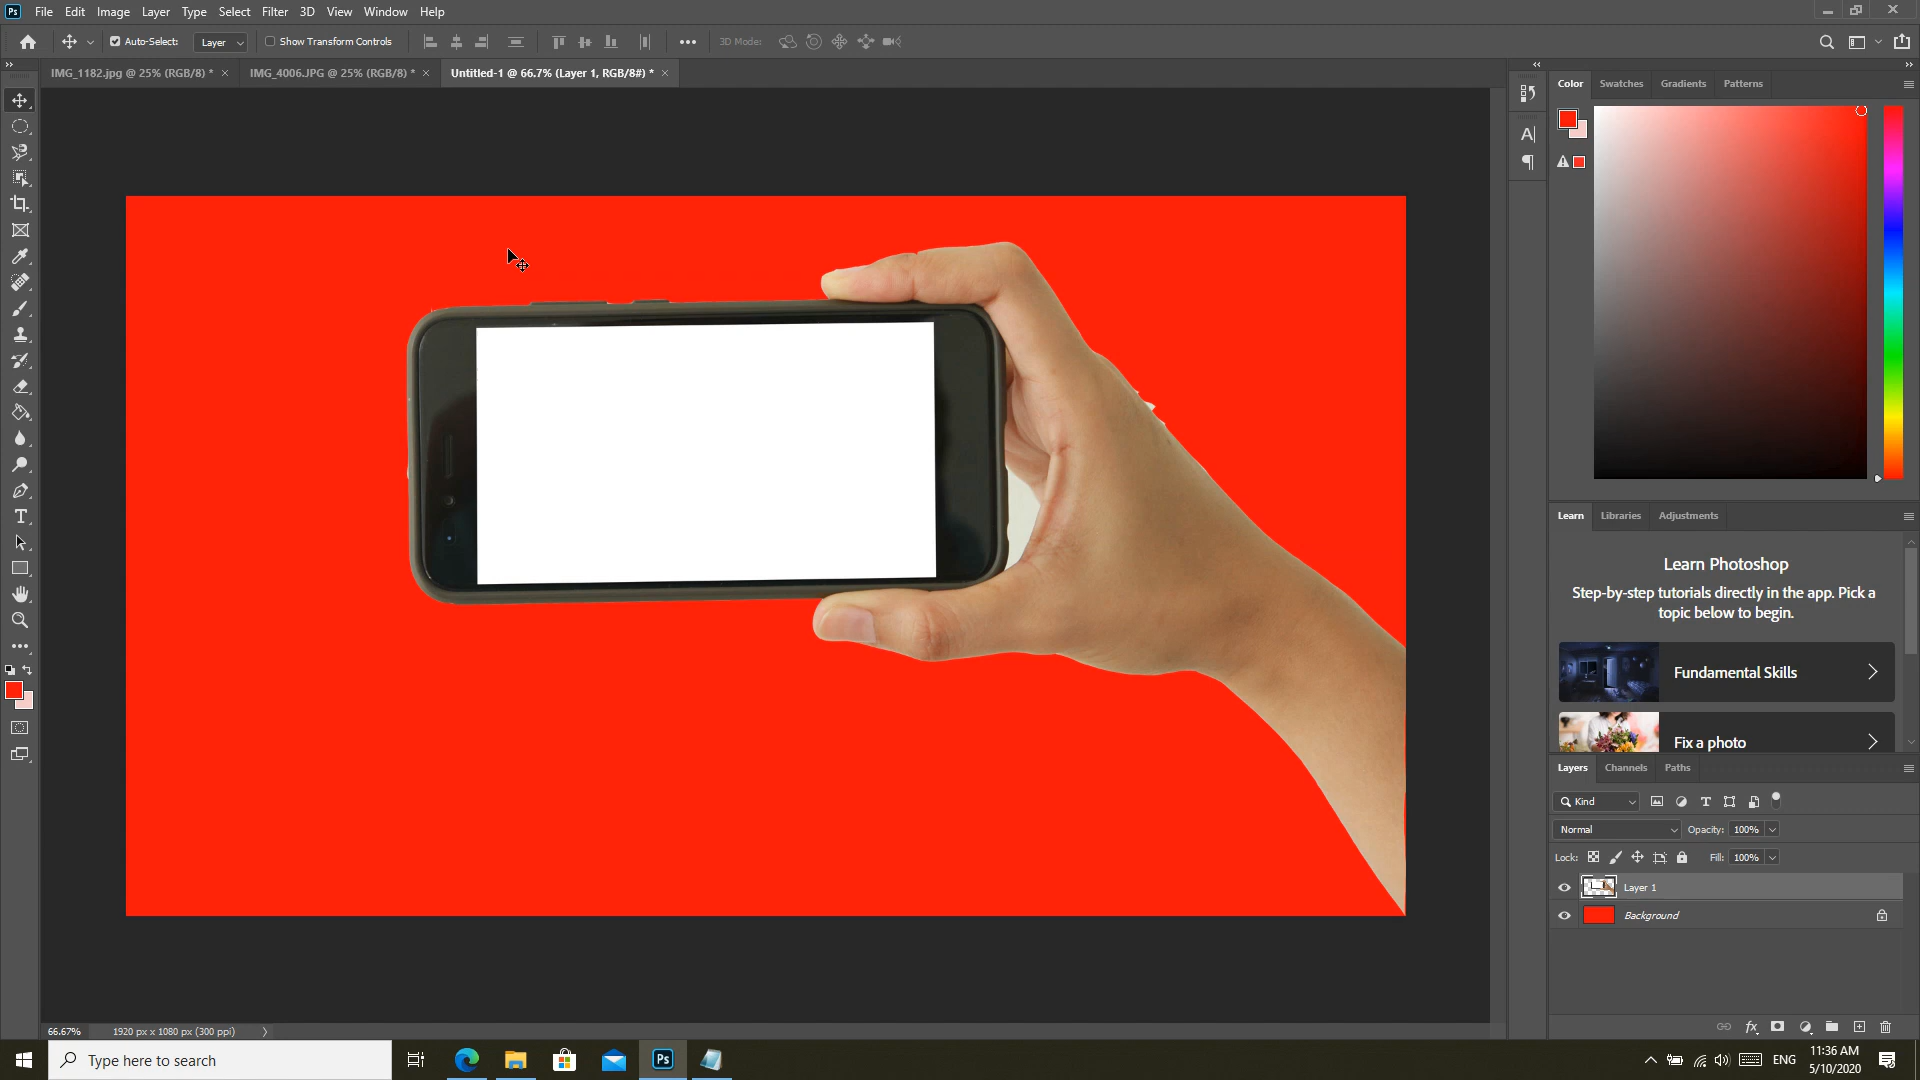 Ps File Edit Image Layer Type Select Filter 3D View Window Help
Auto-Select: Layer Show Transform Controls 3D Mode:
IMG_1182.jpg @ 25% (RGB/8) * × IMG_4006.JPG @ 25% (RGB/8) * × Untitled-1 @ 66.7% (Layer 1, RGB/8#) * ×
Color Swatches Gradients Patterns
Learn Libraries Adjustments
Learn Photoshop
Step-by-step tutorials directly in the app. Pick a
topic below to begin.
Fundamental Skills
Fix a photo
Layers Channels Paths
Kind
Normal Opacity: 100%
Lock: Fill: 100%
Layer 1
Background
66.67% 1920 px x 1080 px (300 ppi)
Type here to search
Ps
ENG
11:36 AM
5/10/2020